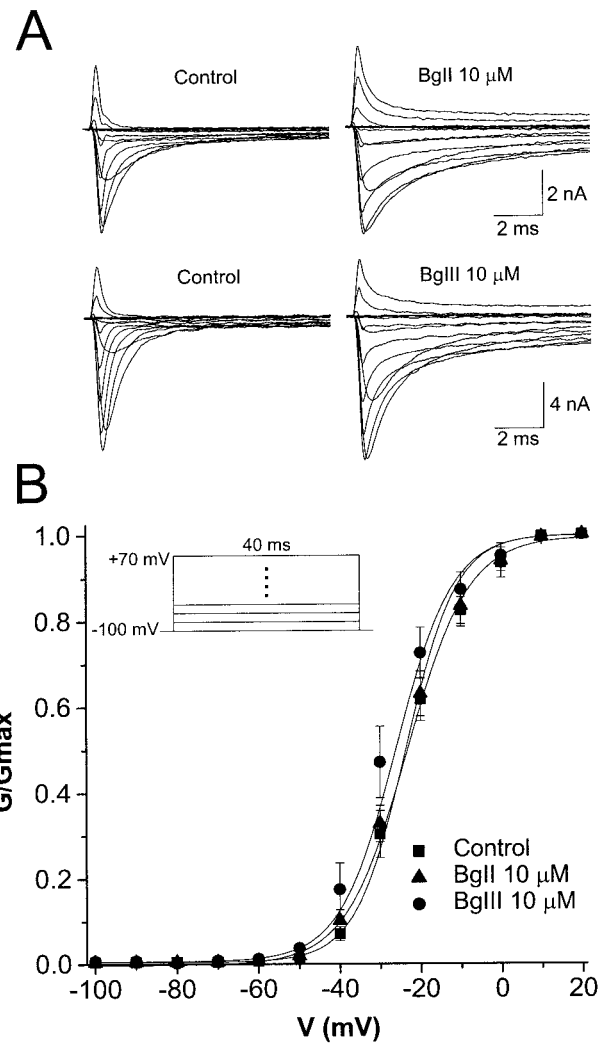 A
Control
BgII 10 μM
2 nA
2 ms
Control
BgIII 10 μM
4 nA
2 ms
B
1.0
0.8
0.6
0.4
0.2
0.0
G/Gmax
+70 mV
40 ms
-100 mV
Control
BgII 10 μM
BgIII 10 μM
-100 -80 -60 -40 -20 0 20
V (mV)